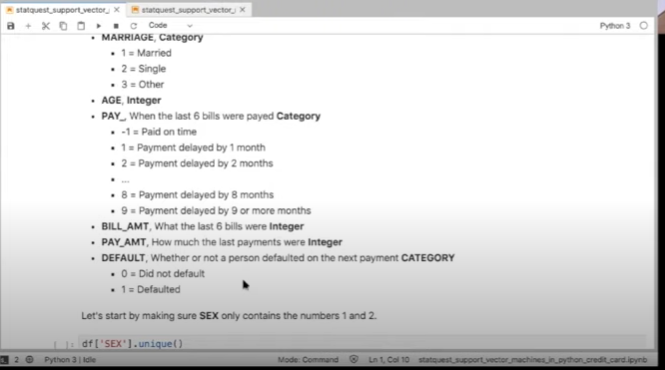 statquest_support_vector_
statquest_support_vector_
Code
Python 3
MARRIAGE, Category
1 = Married
2 = Single
3 = Other
AGE, Integer
PAY_, When the last 6 bills were payed Category
-1 = Paid on time
1 = Payment delayed by 1 month
2 = Payment delayed by 2 months
...
8 = Payment delayed by 8 months
9 = Payment delayed by 9 or more months
BILL_AMT, What the last 6 bills were Integer
PAY_AMT, How much the last payments were Integer
DEFAULT, Whether or not a person defaulted on the next payment CATEGORY
0 = Did not default
1 = Defaulted
Let's start by making sure SEX only contains the numbers 1 and 2.
[ ]: df['SEX'].unique()
2 Python 3 | Idle Mode: Command Ln 1, Col 10 statquest_support_vector_machines_in_python_credit_card.ipynb